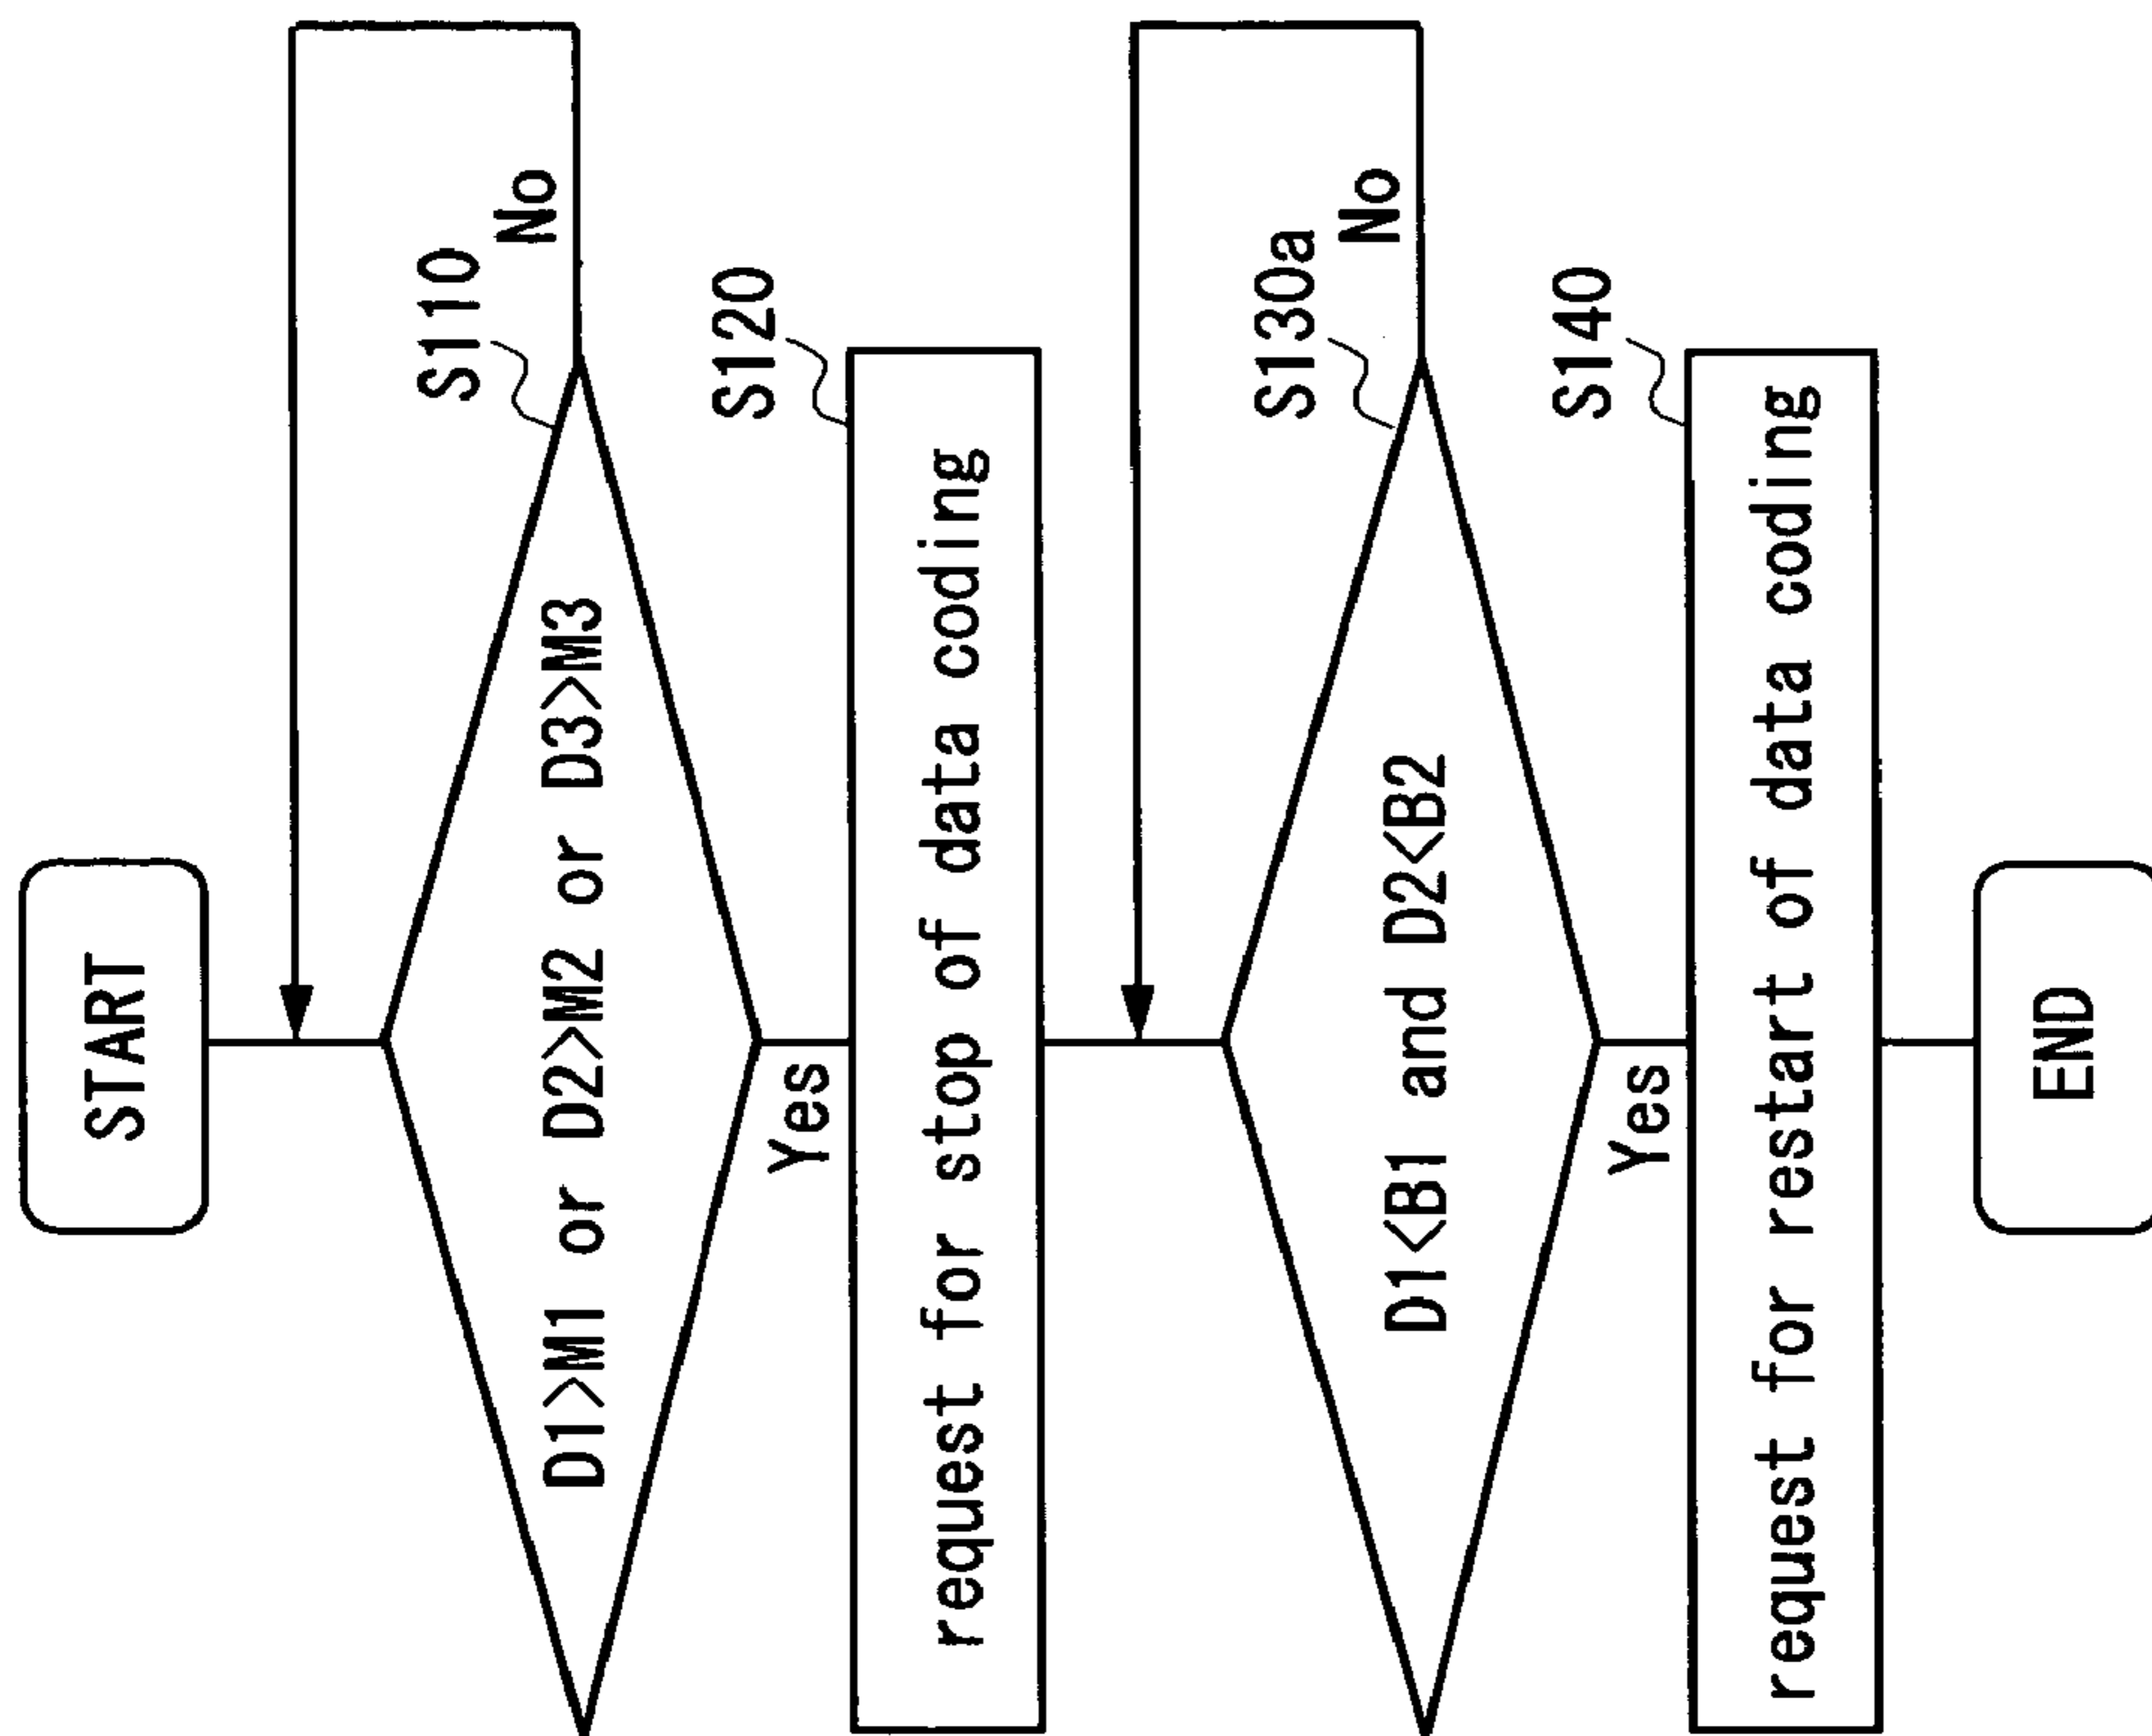 START
S110
No
D1>M1 or D2>M2 or D3>M3
Yes
S120
request for stop of data coding
S130a
No
D1<B1 and D2<B2
Yes
S140
request for restart of data coding
END